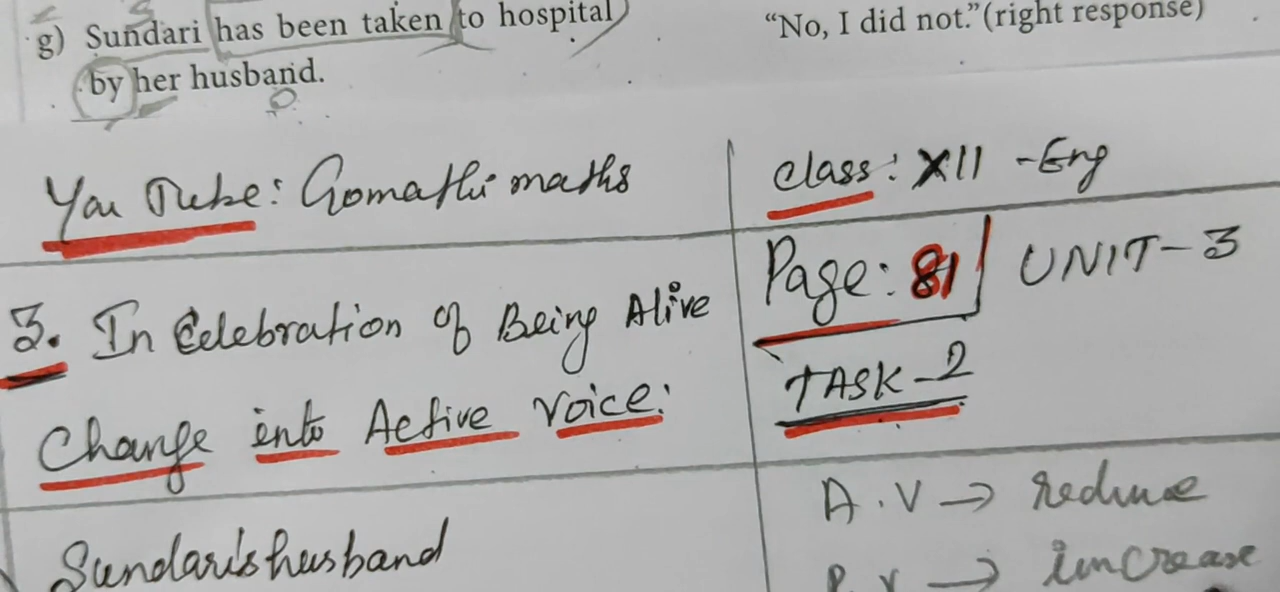 g) Sundari has been taken to hospital
by her husband.
“No, I did not.”(right response)
You Tube: Gomathi maths
Class: XII - Eng
3. In Celebration of Being Alive
Page: 81 UNIT-3
Change into Active Voice:
TASK-2
Sundari's husband
A.V → reduce
P.V → increase